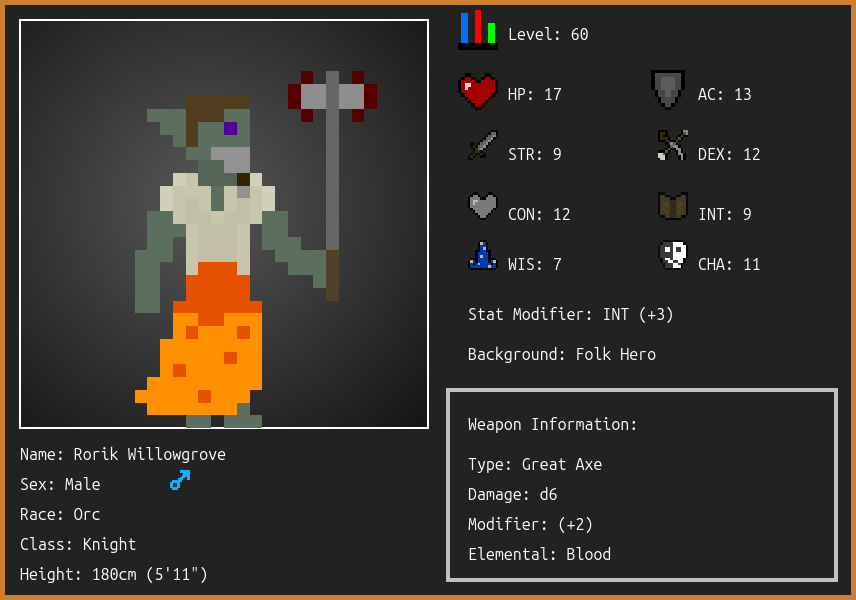 Level: 60
HP: 17
AC: 13
STR: 9
DEX: 12
CON: 12
INT: 9
WIS: 7
CHA: 11
Stat Modifier: INT (+3)
Background: Folk Hero
Weapon Information:
Type: Great Axe
Damage: d6
Modifier: (+2)
Elemental: Blood
Name: Rorik Willowgrove
Sex: Male
Race: Orc
Class: Knight
Height: 180cm (5'11")